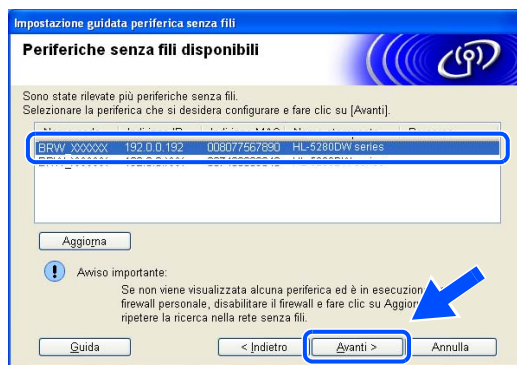 Impostazione guidata periferica senza fili
Periferiche senza fili disponibili
Sono state rilevate più periferiche senza fili.
Selezionare la periferica che si desidera configurare e fare clic su [Avanti].
BRW_XXXXXX 192.0.0.192 008077567890 HL-5280DW series
Aggiorna
Avviso importante:
Se non viene visualizzata alcuna periferica ed è in esecuzione
firewall personale, disabilitare il firewall e fare clic su
ripetere la ricerca nella rete senza fili.
Guida
< Indietro
Avanti >
Annulla